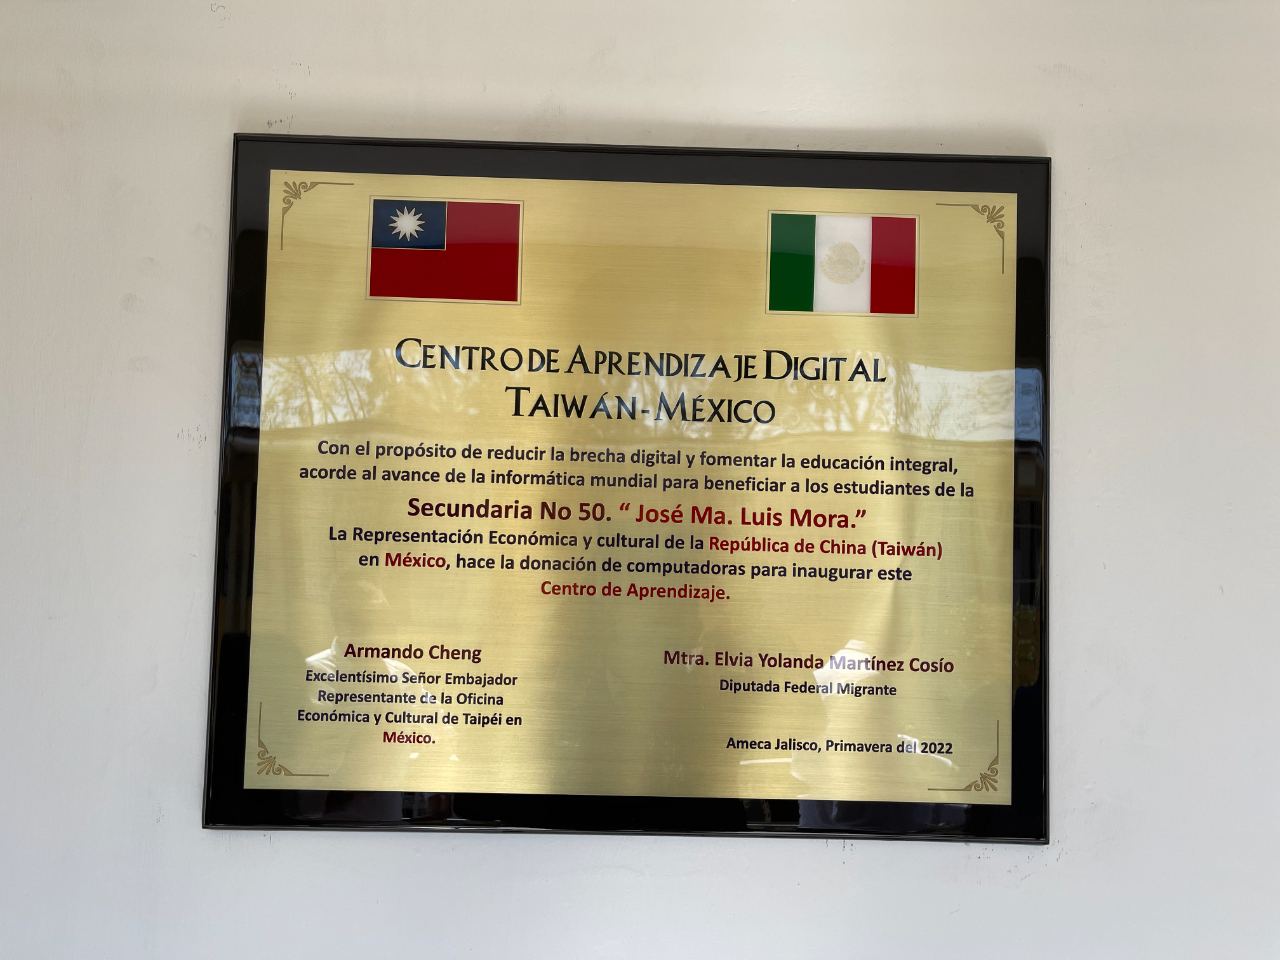 CENTRO DE APRENDIZAJE DIGITAL
TAIWÁN-MÉXICO
Con el propósito de reducir la brecha digital y fomentar la educación integral,
acorde al avance de la informática mundial para beneficiar a los estudiantes de la
Secundaria No 50. “ José Ma. Luis Mora.”
La Representación Económica y cultural de la República de China (Taiwán)
en México, hace la donación de computadoras para inaugurar este
Centro de Aprendizaje.
Armando Cheng
Excelentísimo Señor Embajador
Representante de la Oficina
Económica y Cultural de Taipéi en
México.
Mtra. Elvia Yolanda Martínez Cosío
Diputada Federal Migrante
Ameca Jalisco, Primavera del 2022